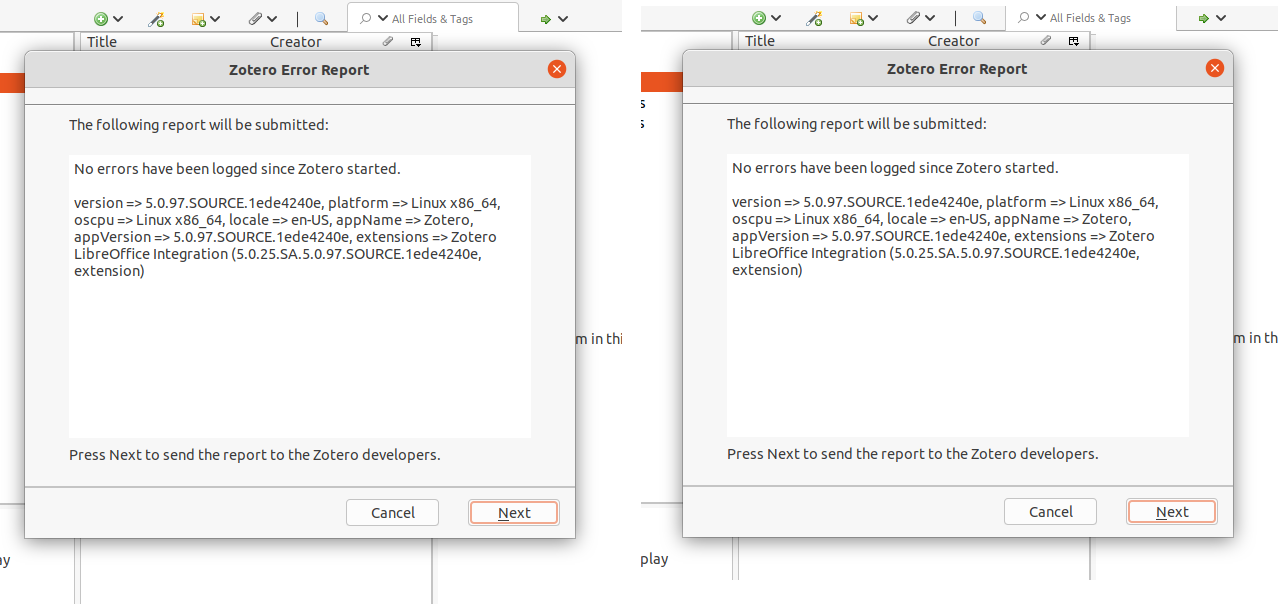 All Fields & Tags
Title Creator
Zotero Error Report
The following report will be submitted:
No errors have been logged since Zotero started.
version => 5.0.97.SOURCE.1ede4240e, platform => Linux x86_64,
oscpu => Linux x86_64, locale => en-US, appName => Zotero,
appVersion => 5.0.97.SOURCE.1ede4240e, extensions => Zotero
LibreOffice Integration (5.0.25.SA.5.0.97.SOURCE.1ede4240e,
extension)
m in thi
Press Next to send the report to the Zotero developers.
Cancel Next
ay
All Fields & Tags
Title Creator
Zotero Error Report
s
s
The following report will be submitted:
No errors have been logged since Zotero started.
version => 5.0.97.SOURCE.1ede4240e, platform => Linux x86_64,
oscpu => Linux x86_64, locale => en-US, appName => Zotero,
appVersion => 5.0.97.SOURCE.1ede4240e, extensions => Zotero
LibreOffice Integration (5.0.25.SA.5.0.97.SOURCE.1ede4240e,
extension)
m in th
Press Next to send the report to the Zotero developers.
Cancel Next
play